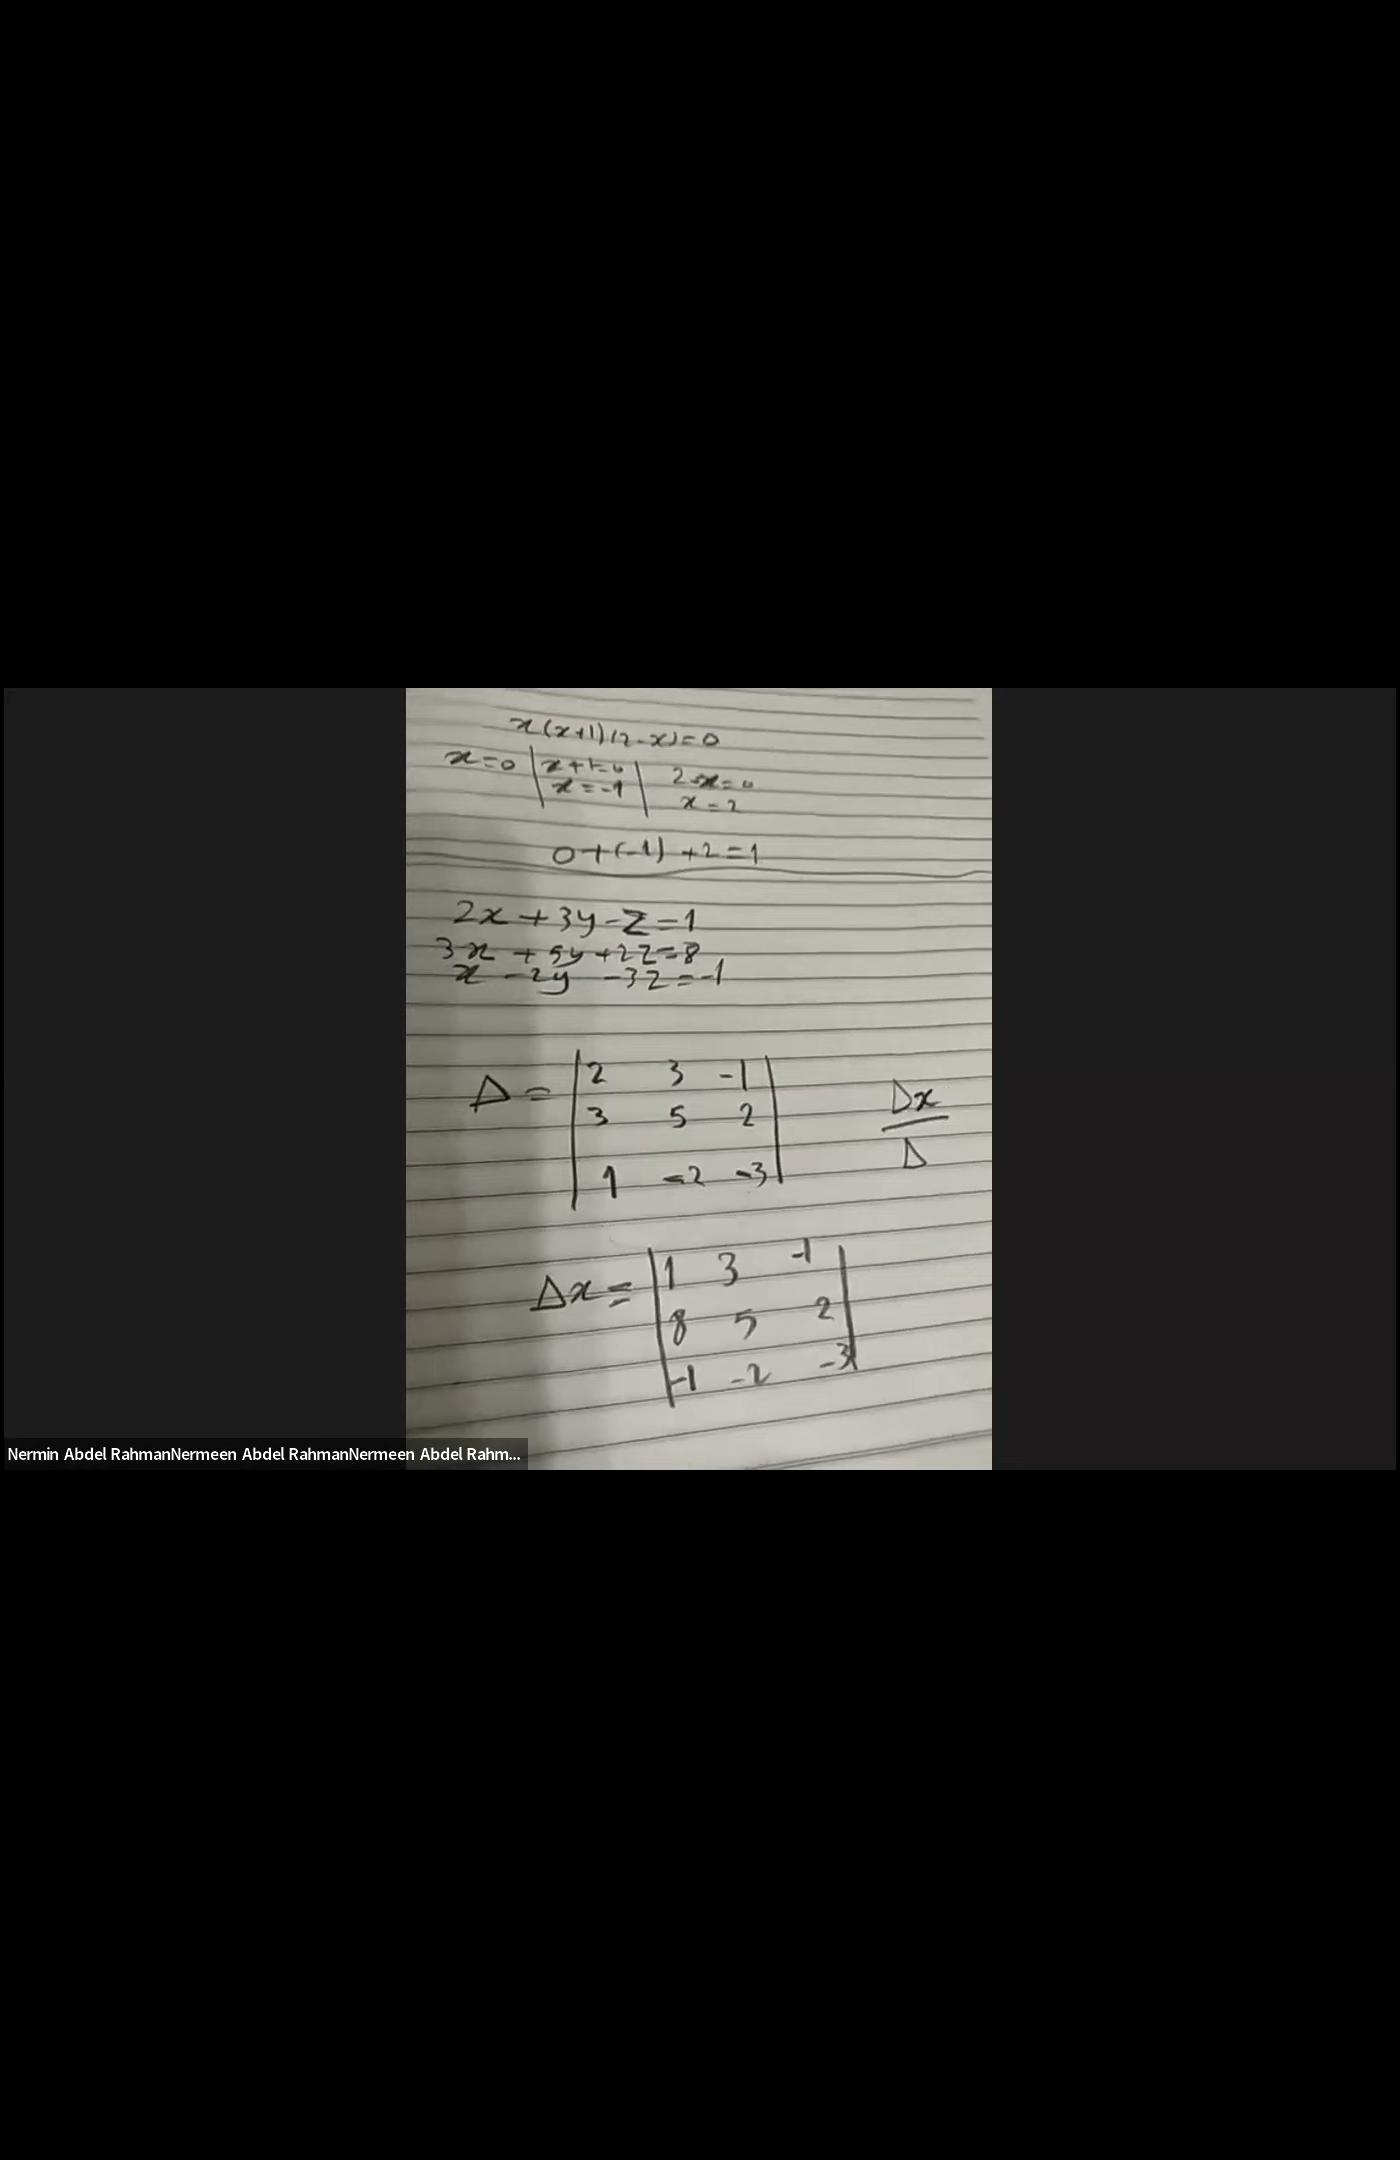 x(x+1)(2-x)=0
x=0 | x+1=0 | 2-x=0
x=-1 | x=2
0+(-1)+2=1
2x+3y-z=1
3x+5y+2z=8
x-2y-3z=-1
Δ= | 2 3 -1 |
| 3 5 2 |
| 1 -2 -3 |
Δx
Δ
Δx= | 1 3 -1 |
| 8 5 2 |
| -1 -2 -3 |
Nermin Abdel RahmanNermeen Abdel RahmanNermeen Abdel Rahm...